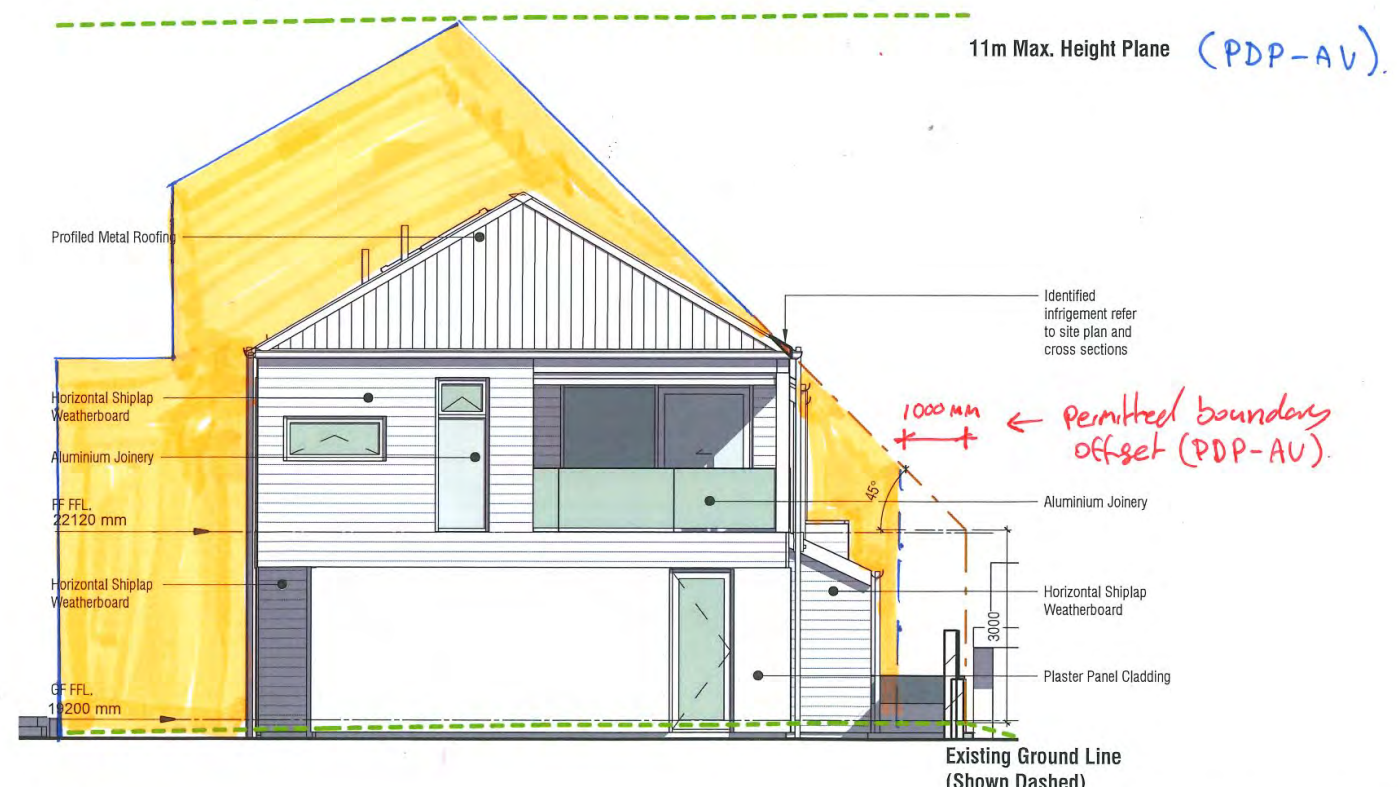 11m Max. Height Plane (PDP-AV).
Profiled Metal Roofing
Identified
infrigement refer
to site plan and
cross sections
Horizontal Shiplap
Weatherboard
1000 MM ← Permitted boundary
offset (PDP-AV).
Aluminium Joinery
45°
Aluminium Joinery
FF FFL.
22120 mm
Horizontal Shiplap
Weatherboard
Horizontal Shiplap
Weatherboard
3000
Plaster Panel Cladding
GF FFL.
19200 mm
Existing Ground Line
(Shown Dashed)